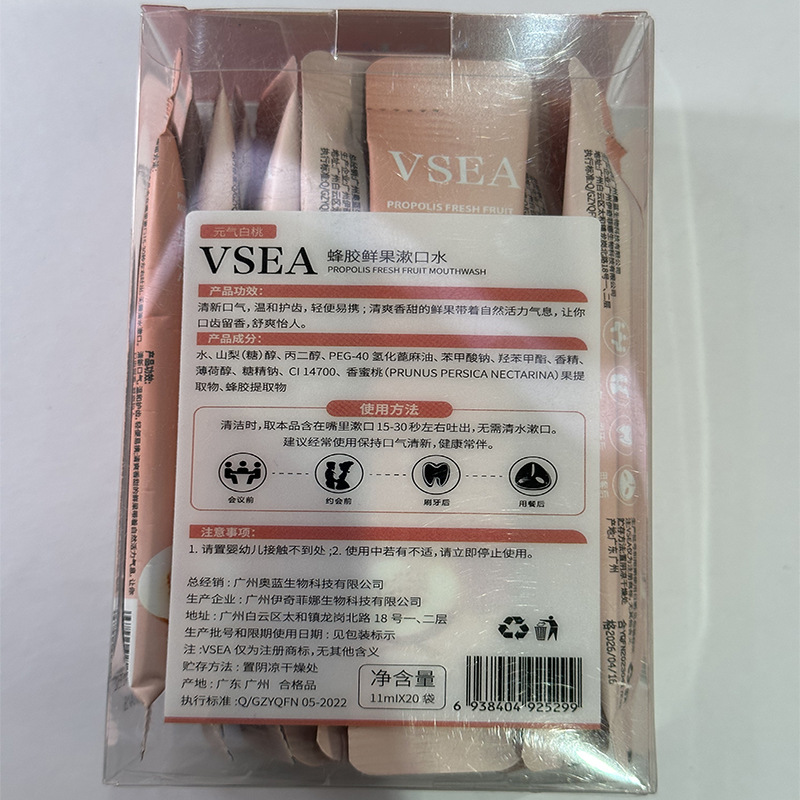 VSEA
PROPOLIS FRESH FRUIT
元气白桃
VSEA 蜂胶鲜果漱口水
PROPOLIS FRESH FRUIT MOUTHWASH
产品功效:
清新口气,温和护齿,轻便易携;清爽香甜的鲜果带着自然活力气息,让你
口齿留香,舒爽怡人。
产品成分:
水、山梨(糖)醇、丙二醇、PEG-40 氢化蓖麻油、苯甲酸钠、羟苯甲酯、香精、
薄荷醇、糖精钠、CI 14700、香蜜桃(PRUNUS PERSICA NECTARINA)果提
取物、蜂胶提取物
使用方法
清洁时,取本品含在嘴里漱口15-30秒左右吐出,无需清水漱口。
建议经常使用保持口气清新,健康常伴。
会议前 约会前 刷牙后 用餐后
注意事项:
1. 请置婴幼儿接触不到处;2. 使用中若有不适,请立即停止使用。
总经销:广州奥蓝生物科技有限公司
生产企业:广州伊奇菲娜生物科技有限公司
地址:广州白云区太和镇龙岗北路 18 号一、二层
生产批号和限期使用日期:见包装标示
注:VSEA 仅为注册商标,无其他含义
贮存方法:置阴凉干燥处
产地:广东 广州 合格品
执行标准:Q/GZYQFN 05-2022
净含量
11mlX20 袋
6 938404 925299
产品功效: